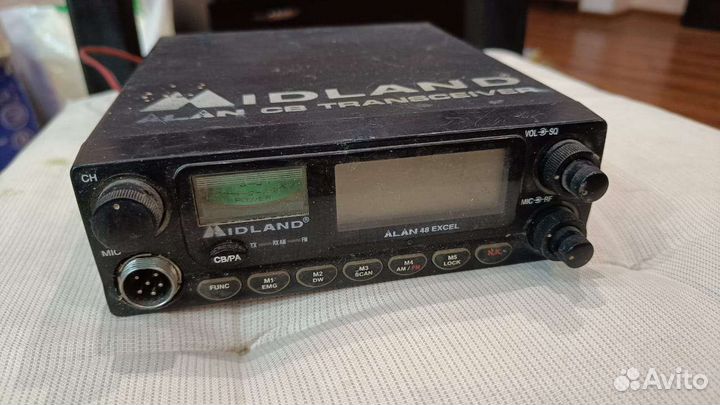 MIDLAND
ALAN CB TRANSCEIVER
CH
VOL SQ
MIDLAND®
TX RX AM FM
ALAN 48 EXCEL
MIC RF
MIC
CB/PA
FUNC
M1 EMG
M2 DW
M3 SCAN
M4 AM/FM
M5 LOCK
Avito